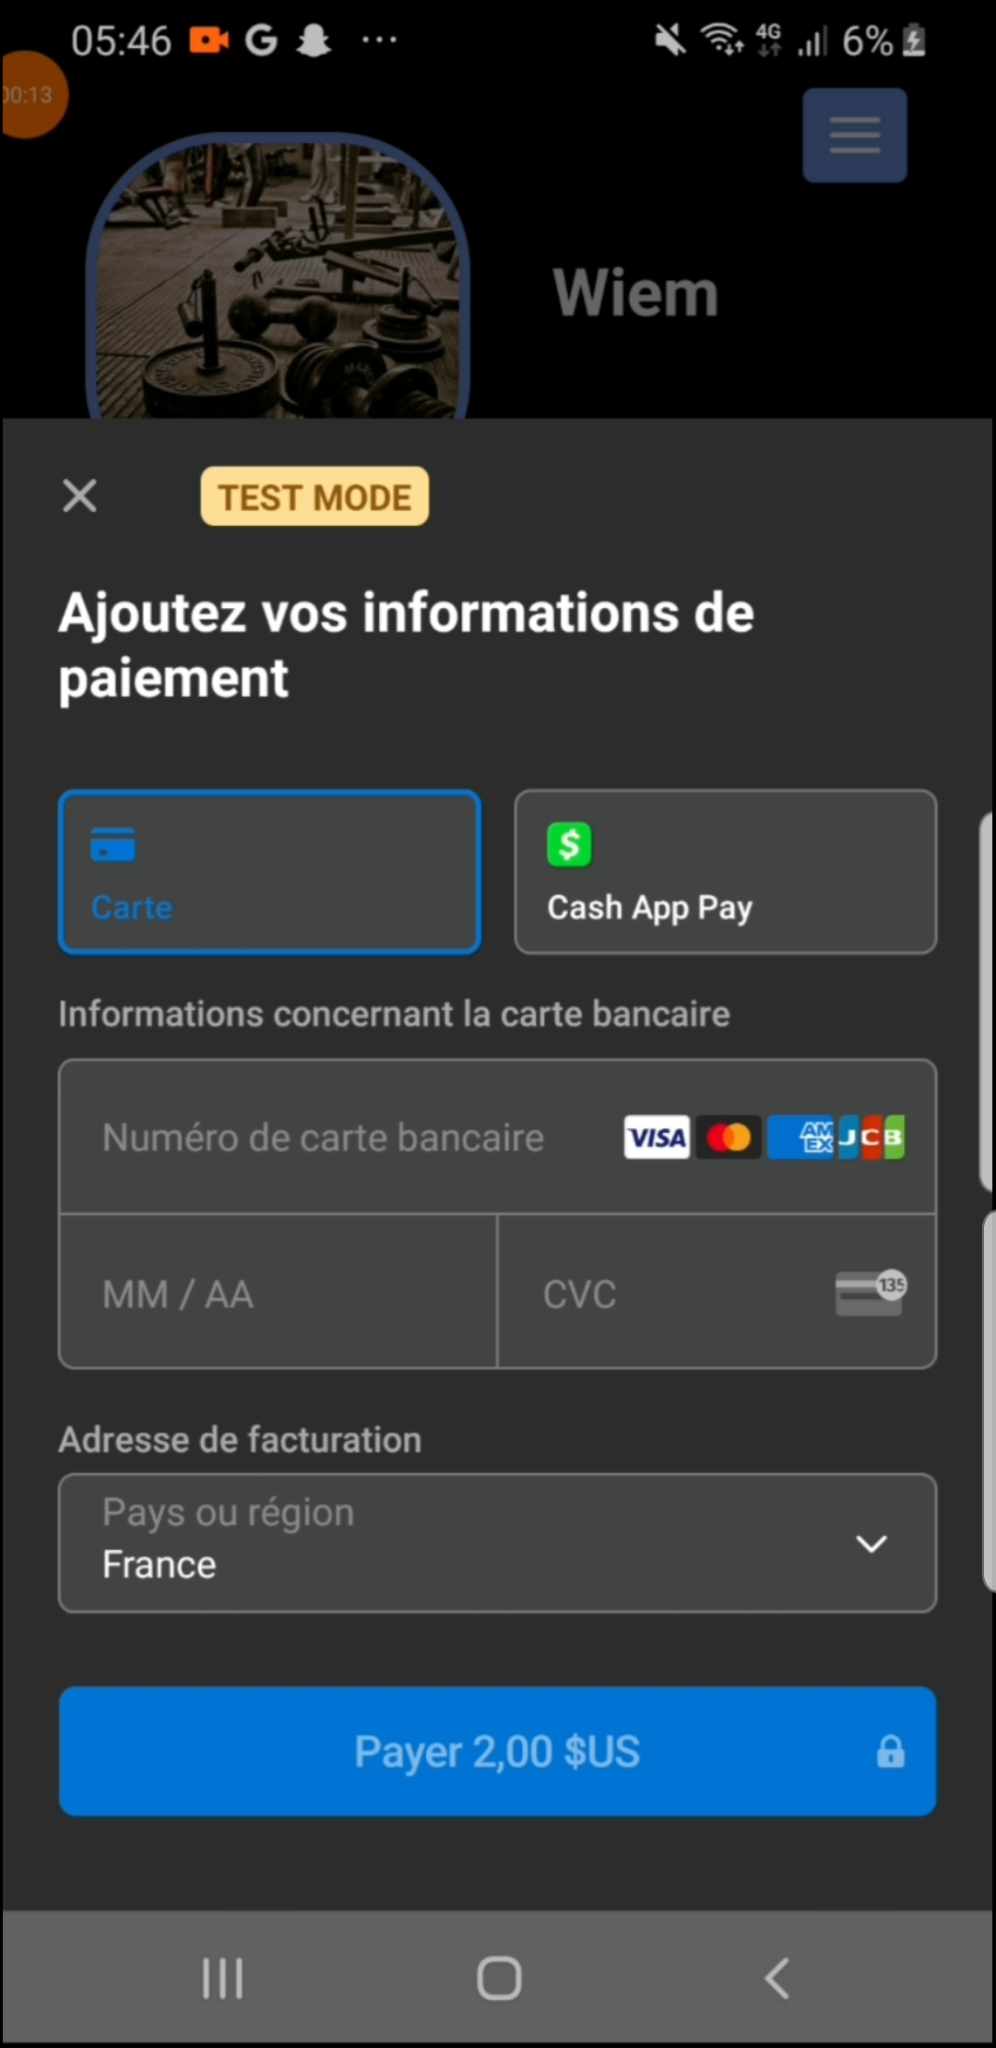 05:46
4G
6%
00:13
Wiem
TEST MODE
Ajoutez vos informations de
paiement
Carte
Cash App Pay
Informations concernant la carte bancaire
Numéro de carte bancaire
VISA
AM
EX
JCB
MM / AA
CVC
135
Adresse de facturation
Pays ou région
France
Payer 2,00 $US